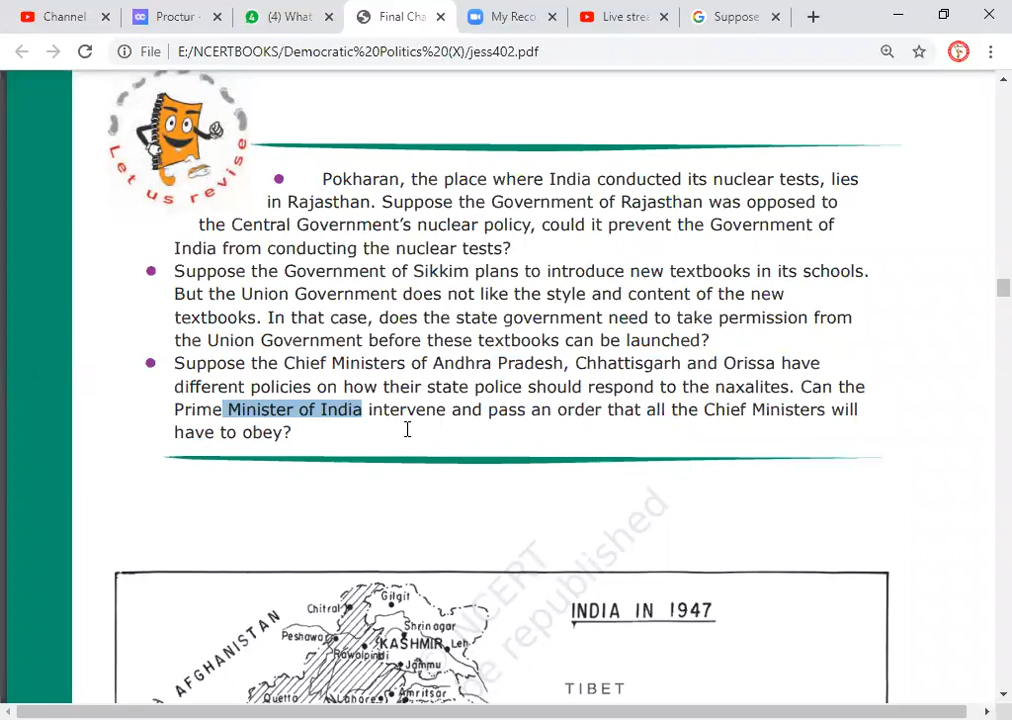 Channel
Proctur -
(4) What
Final Cha
My Reco
Live strea
Suppose
File
E:/NCERTBOOKS/Democratic%20Politics%20(X)/jess402.pdf
Let us revise
Pokharan, the place where India conducted its nuclear tests, lies
in Rajasthan. Suppose the Government of Rajasthan was opposed to
the Central Government's nuclear policy, could it prevent the Government of
India from conducting the nuclear tests?
Suppose the Government of Sikkim plans to introduce new textbooks in its schools.
But the Union Government does not like the style and content of the new
textbooks. In that case, does the state government need to take permission from
the Union Government before these textbooks can be launched?
Suppose the Chief Ministers of Andhra Pradesh, Chhattisgarh and Orissa have
different policies on how their state police should respond to the naxalites. Can the
Prime Minister of India intervene and pass an order that all the Chief Ministers will
have to obey?
NCERT
be republished
INDIA IN 1947
Gilgit
Chitral
Shrinagar
Peshawa
KASHMIR
Leh
Rawalpindi
Jammu
AFGHANISTAN
Amritsar
Quetto
Lahore
TIBET